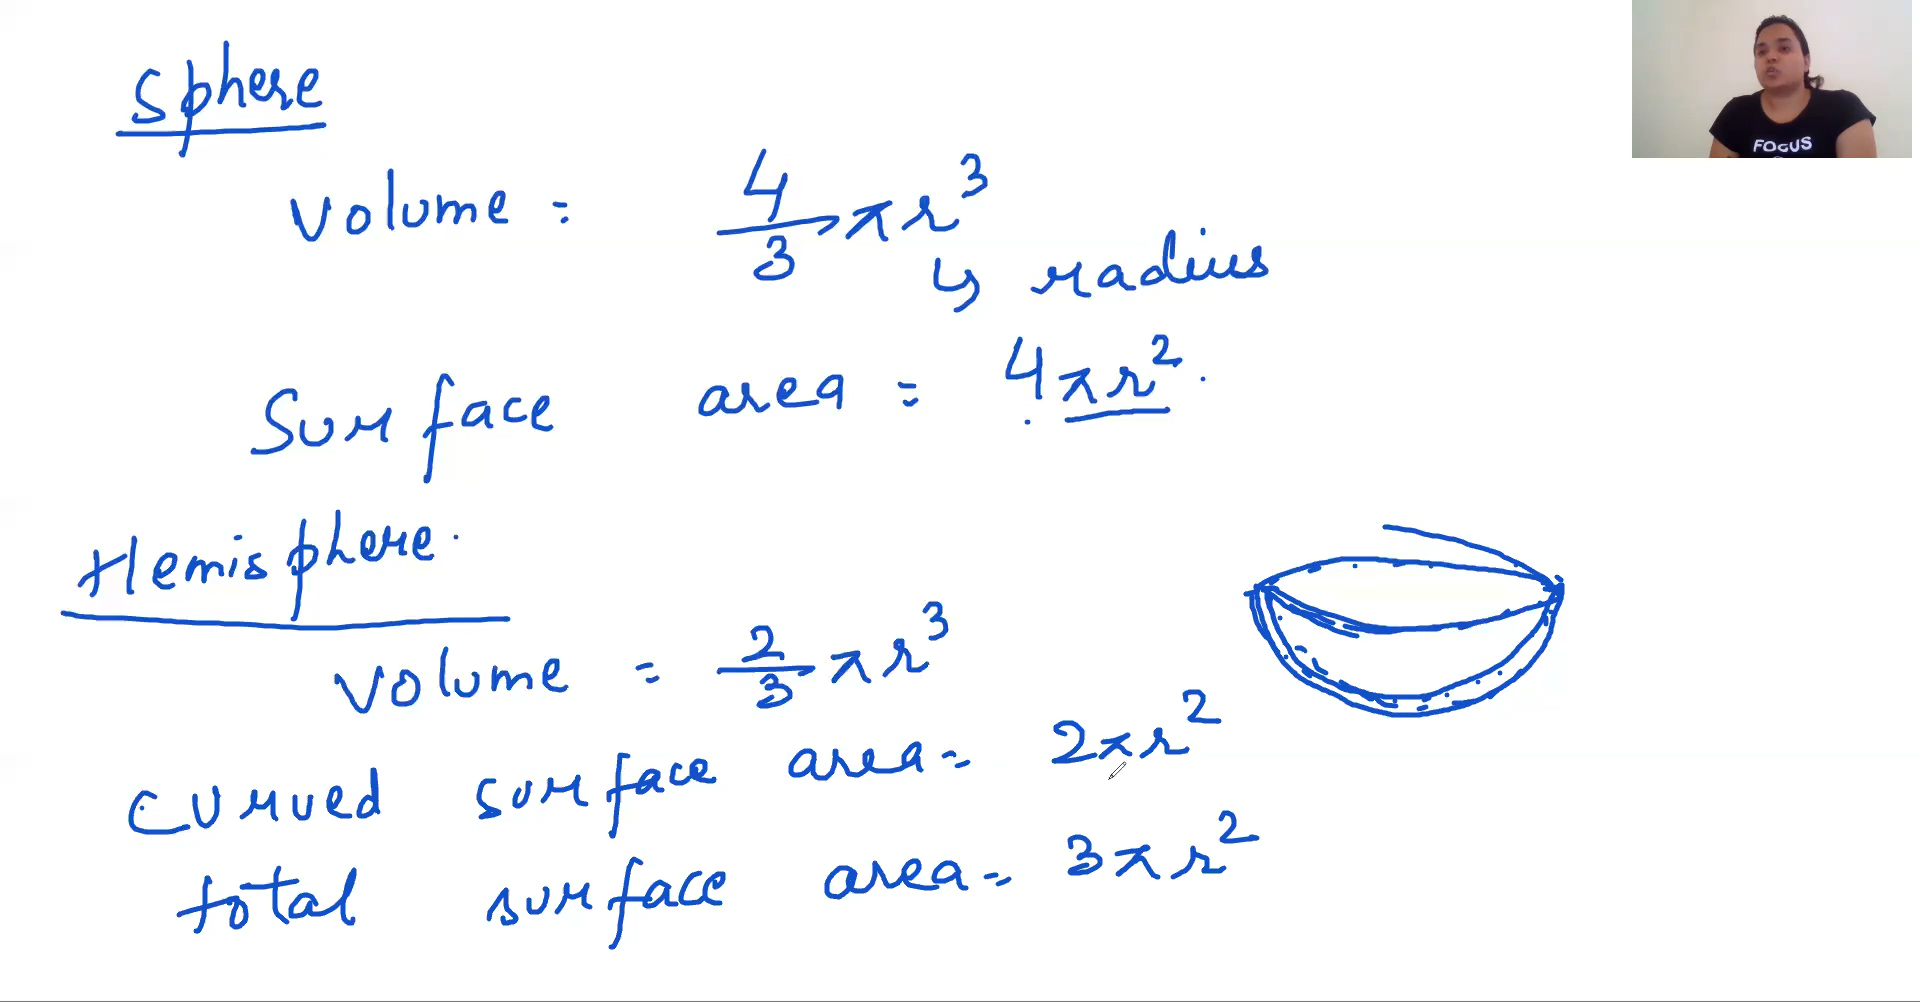 Sphere
FOCUS
Volume = 4/3 πr³
↳ radius
Surface area = 4πr².
Hemisphere.
Volume = 2/3 πr³
Curved surface area = 2πr²
total surface area = 3πr²